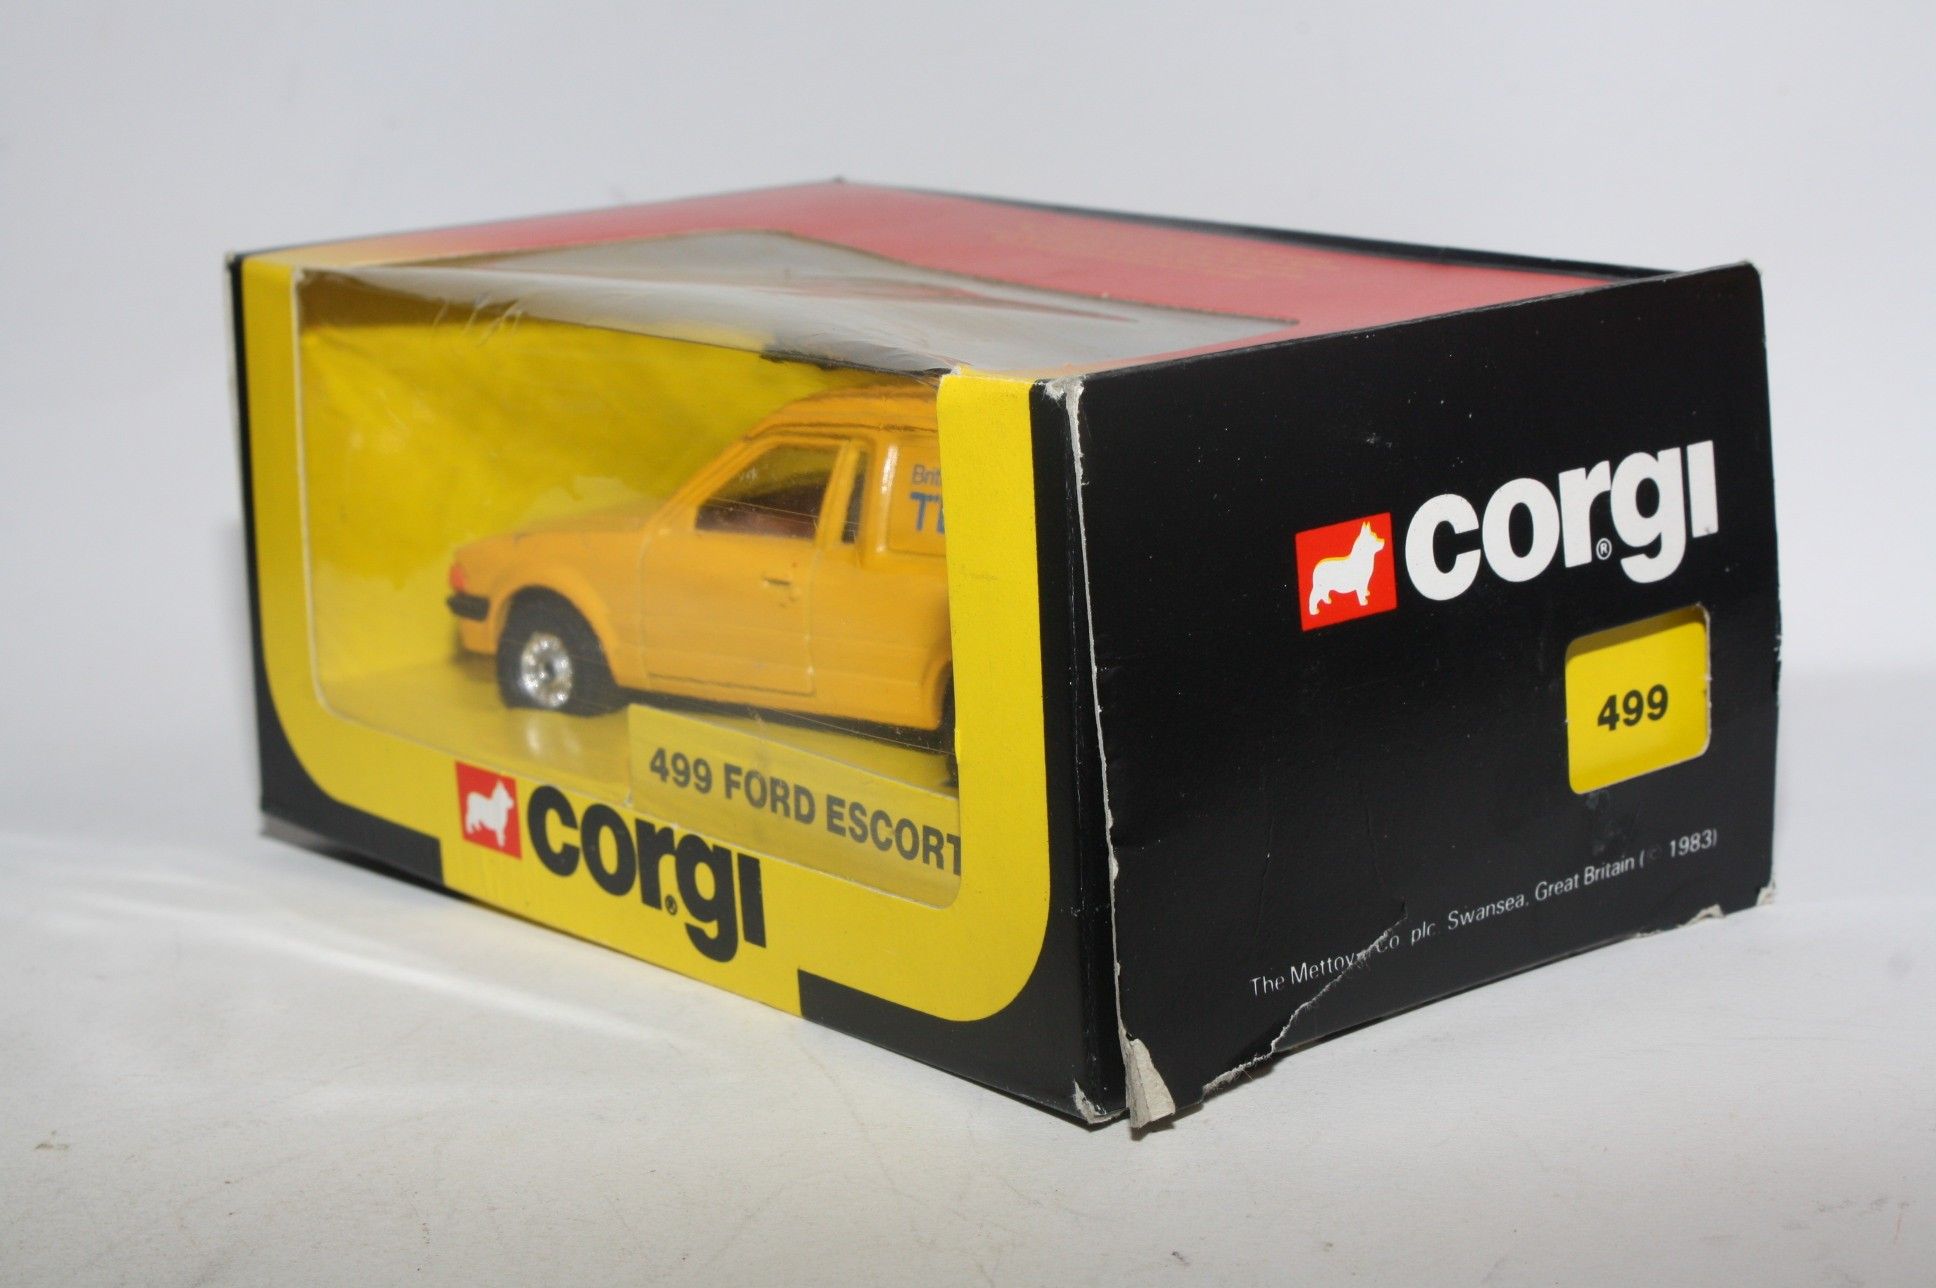 Brit
T
499 FORD ESCORT
corgi®
corgi®
499
The Mettoy Co. plc. Swansea. Great Britain (© 1983)